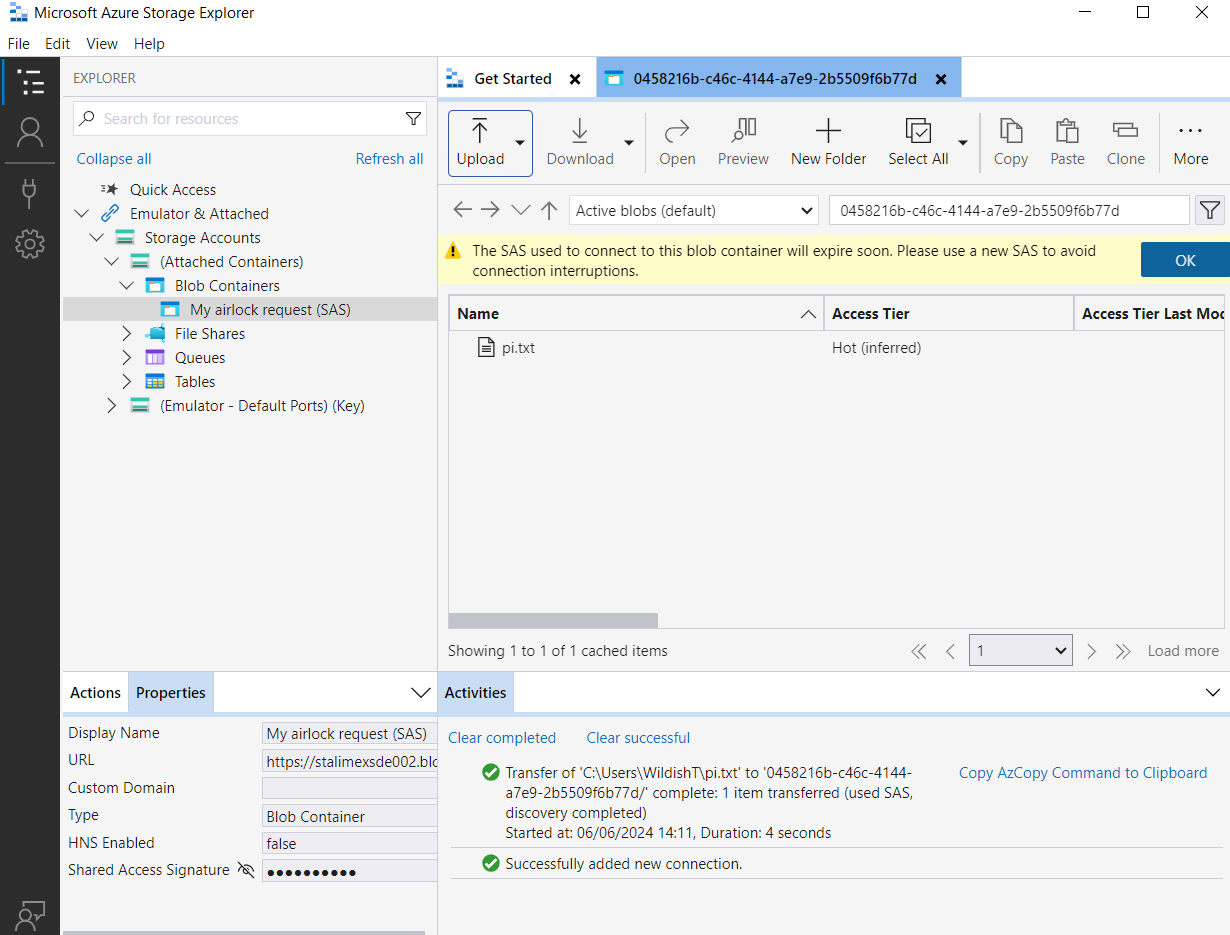 Microsoft Azure Storage Explorer
File Edit View Help
EXPLORER
Search for resources
Collapse all Refresh all
Quick Access
Emulator & Attached
Storage Accounts
(Attached Containers)
Blob Containers
My airlock request (SAS)
File Shares
Queues
Tables
(Emulator - Default Ports) (Key)
Get Started 0458216b-c46c-4144-a7e9-2b5509f6b77d
Upload Download Open Preview New Folder Select All Copy Paste Clone More
Active blobs (default) 0458216b-c46c-4144-a7e9-2b5509f6b77d
The SAS used to connect to this blob container will expire soon. Please use a new SAS to avoid
connection interruptions.
OK
Name Access Tier Access Tier Last Mod
pi.txt Hot (inferred)
Showing 1 to 1 of 1 cached items 1 Load more
Actions Properties
Display Name My airlock request (SAS)
URL https://stalimexsde002.blo
Custom Domain
Type Blob Container
HNS Enabled false
Shared Access Signature ●●●●●●●●●●
Activities
Clear completed Clear successful
Transfer of 'C:\Users\WildishT\pi.txt' to '0458216b-c46c-4144-
a7e9-2b5509f6b77d/' complete: 1 item transferred (used SAS,
discovery completed)
Started at: 06/06/2024 14:11, Duration: 4 seconds
Copy AzCopy Command to Clipboard
Successfully added new connection.